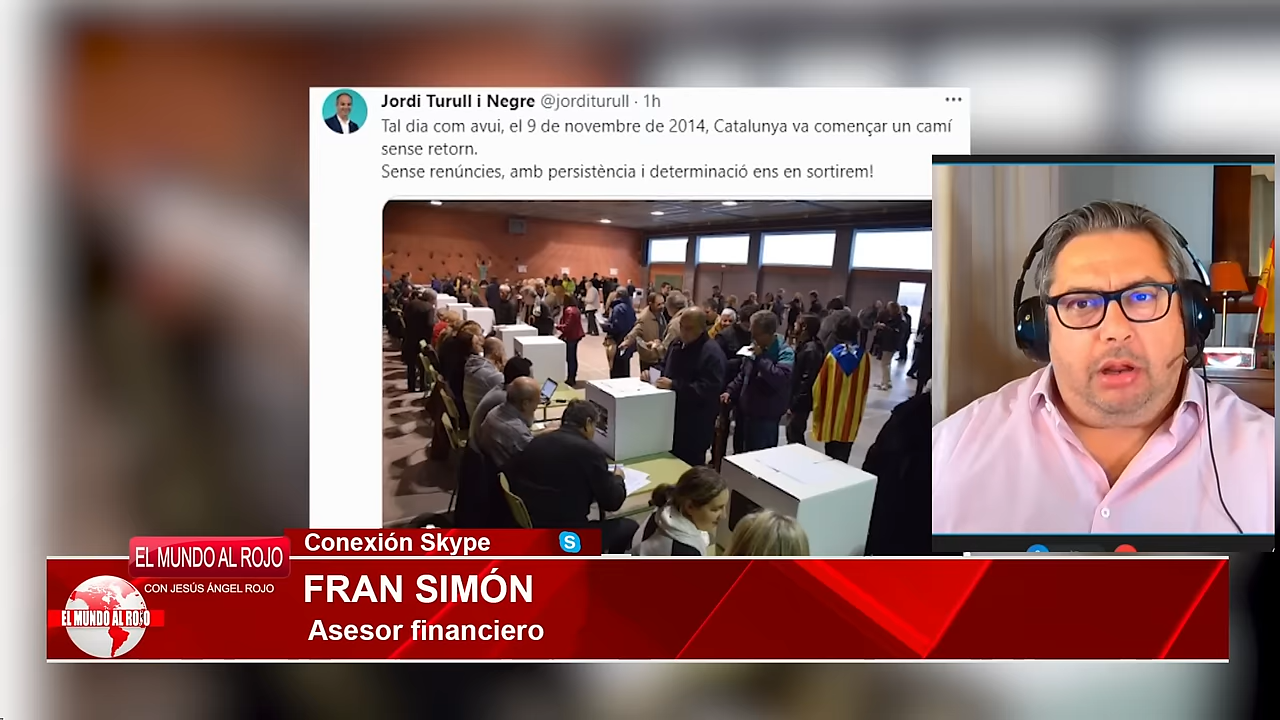 Jordi Turull i Negre @jorditurull · 1h
Tal dia com avui, el 9 de novembre de 2014, Catalunya va començar un camí
sense retorn.
Sense renúncies, amb persistència i determinació ens en sortirem!
Conexión Skype
EL MUNDO AL ROJO
CON JESÚS ÁNGEL ROJO
EL MUNDO AL ROJO
FRAN SIMÓN
Asesor financiero